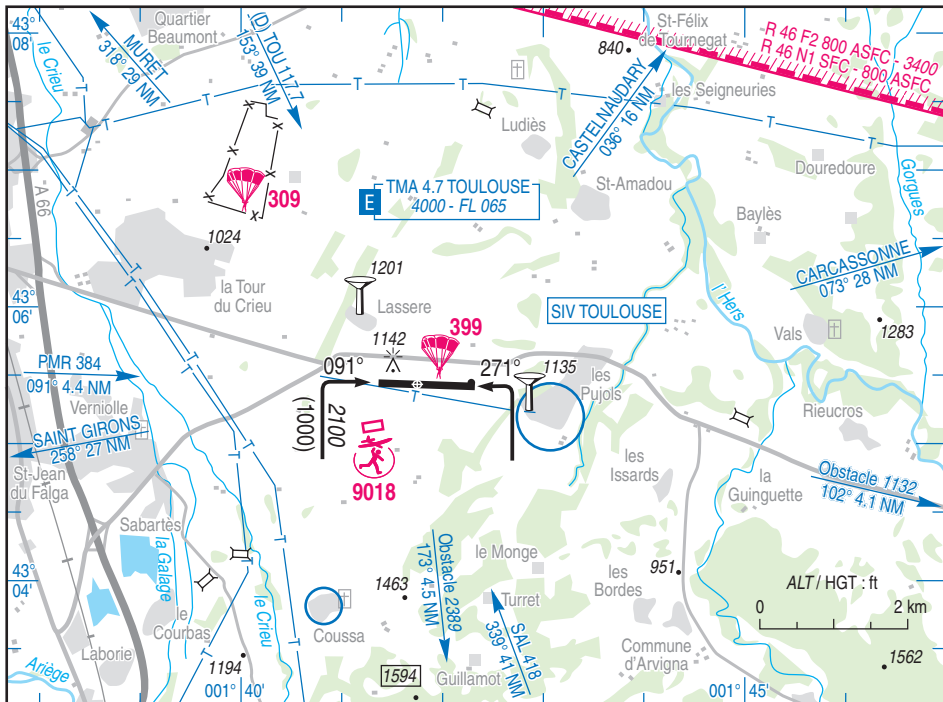 43°
08'
Quartier
Beaumont
le Crieu
MURET
318° 29 NM
(D) TOU 117.7
153° 39 NM
St-Félix
de Tournegat
840
R 46 F2 800 ASFC - 3400
R 46 N1 SFC - 800 ASFC
les Seigneuries
CASTELNAUDARY
036° 16 NM
Ludiès
T
T
T
T
Douredoure
Gorgues
A 66
309
E
TMA 4.7 TOULOUSE
4000 - FL 065
St-Amadou
Baylès
1024
la Tour
du Crieu
CARCASSONNE
073° 28 NM
l'Hers
43°
06'
1201
Lassere
SIV TOULOUSE
Vals
1283
1142
399
091°
271°
1135
les
Pujols
PMR 384
091° 4.4 NM
Verniolle
2100
(1000)
T
Rieucros
SAINT GIRONS
258° 27 NM
St-Jean
du Falga
9018
les
Issards
la
Guinguette
Obstacle 1132
102° 4.1 NM
Sabartès
la Galage
Obstacle 2389
173° 4.5 NM
le Monge
43°
04'
1463
Turret
les
Bordes
951
ALT / HGT : ft
0
2 km
le
Courbas
le Crieu
Coussa
SAL 418
339° 41 NM
Commune
d'Arvigna
Laborie
1194
1594
Guillamot
1562
Ariège
001°
40'
001°
45'